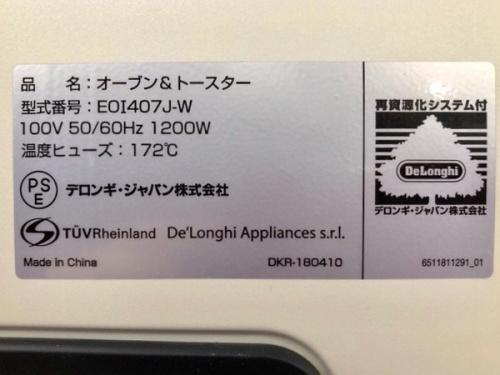 品　名：オーブン&トースター
型式番号：EOI407J-W
100V 50/60Hz 1200W
温度ヒューズ：172℃
PS
E
デロンギ・ジャパン株式会社
TÜVRheinland De'Longhi Appliances s.r.l.
Made in China
DKR-180410
再資源化システム付
DeLonghi
デロンギ・ジャパン株式会社
6511811291_01